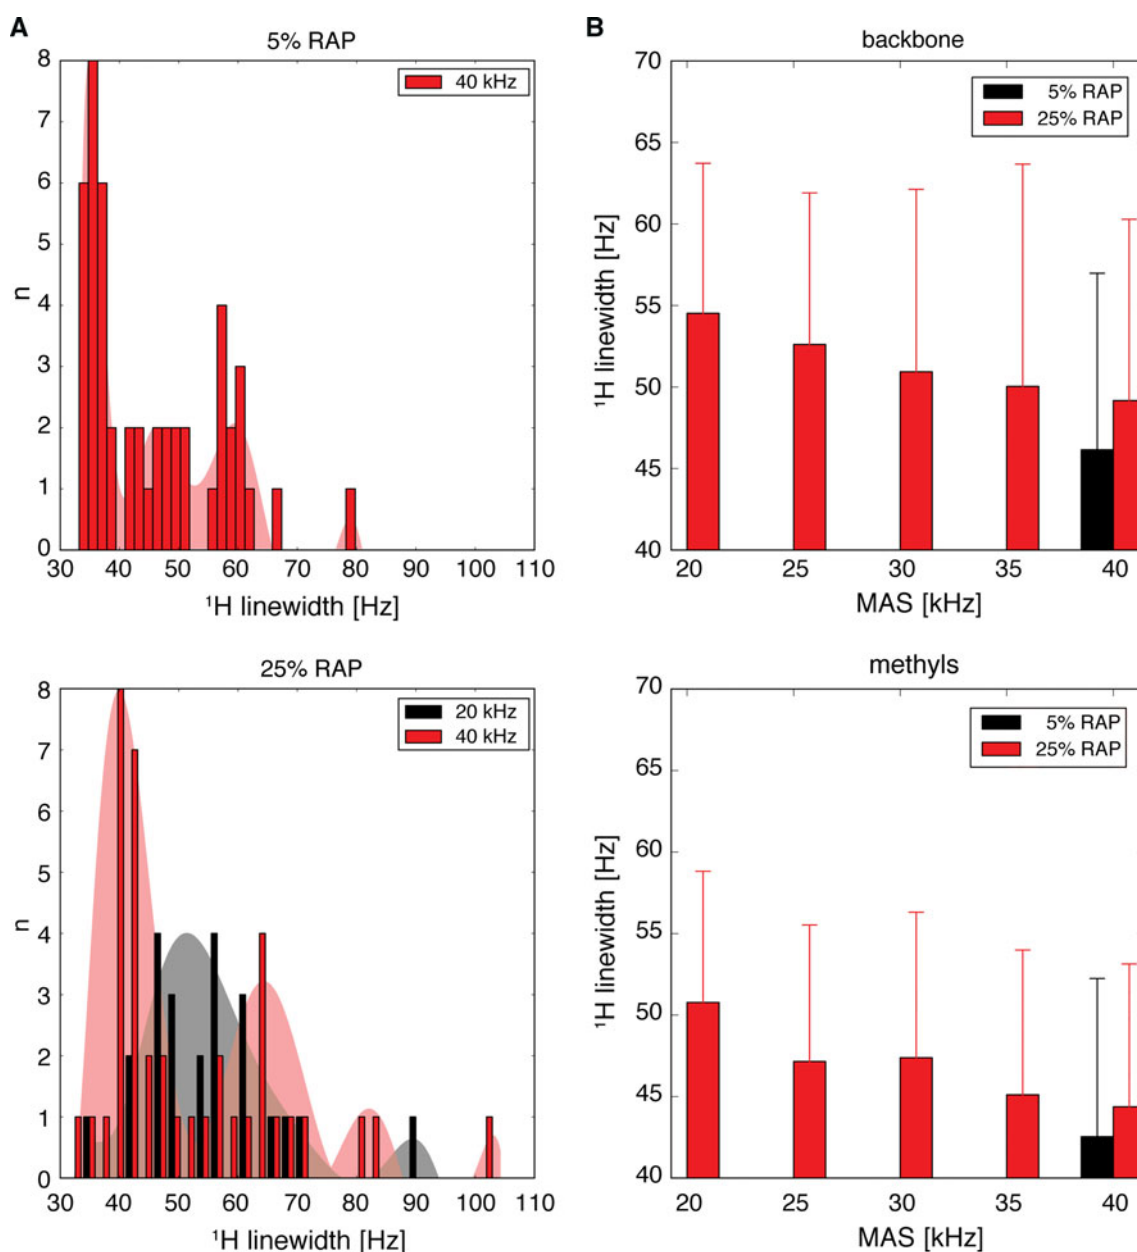 A
5% RAP
40 kHz
8
7
6
5
4
3
2
1
0
n
30 40 50 60 70 80 90 100 110
¹H linewidth [Hz]
25% RAP
20 kHz
40 kHz
8
7
6
5
4
3
2
1
0
n
30 40 50 60 70 80 90 100 110
¹H linewidth [Hz]
B
backbone
5% RAP
25% RAP
70
65
60
55
50
45
40
¹H linewidth [Hz]
20 25 30 35 40
MAS [kHz]
methyls
5% RAP
25% RAP
70
65
60
55
50
45
40
¹H linewidth [Hz]
20 25 30 35 40
MAS [kHz]